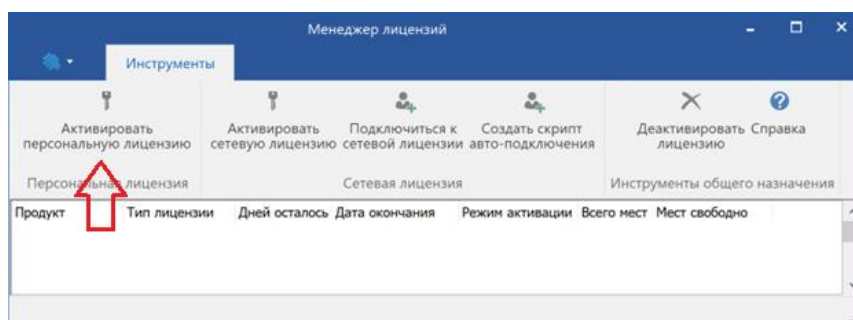 Менеджер лицензий
Инструменты
Активировать персональную лицензию
Активировать сетевую лицензию
Подключиться к сетевой лицензии
Создать скрипт авто-подключения
Деактивировать лицензию
Справка
Персональная лицензия
Сетевая лицензия
Инструменты общего назначения
Продукт Тип лицензии Дней осталось Дата окончания Режим активации Всего мест Мест свободно